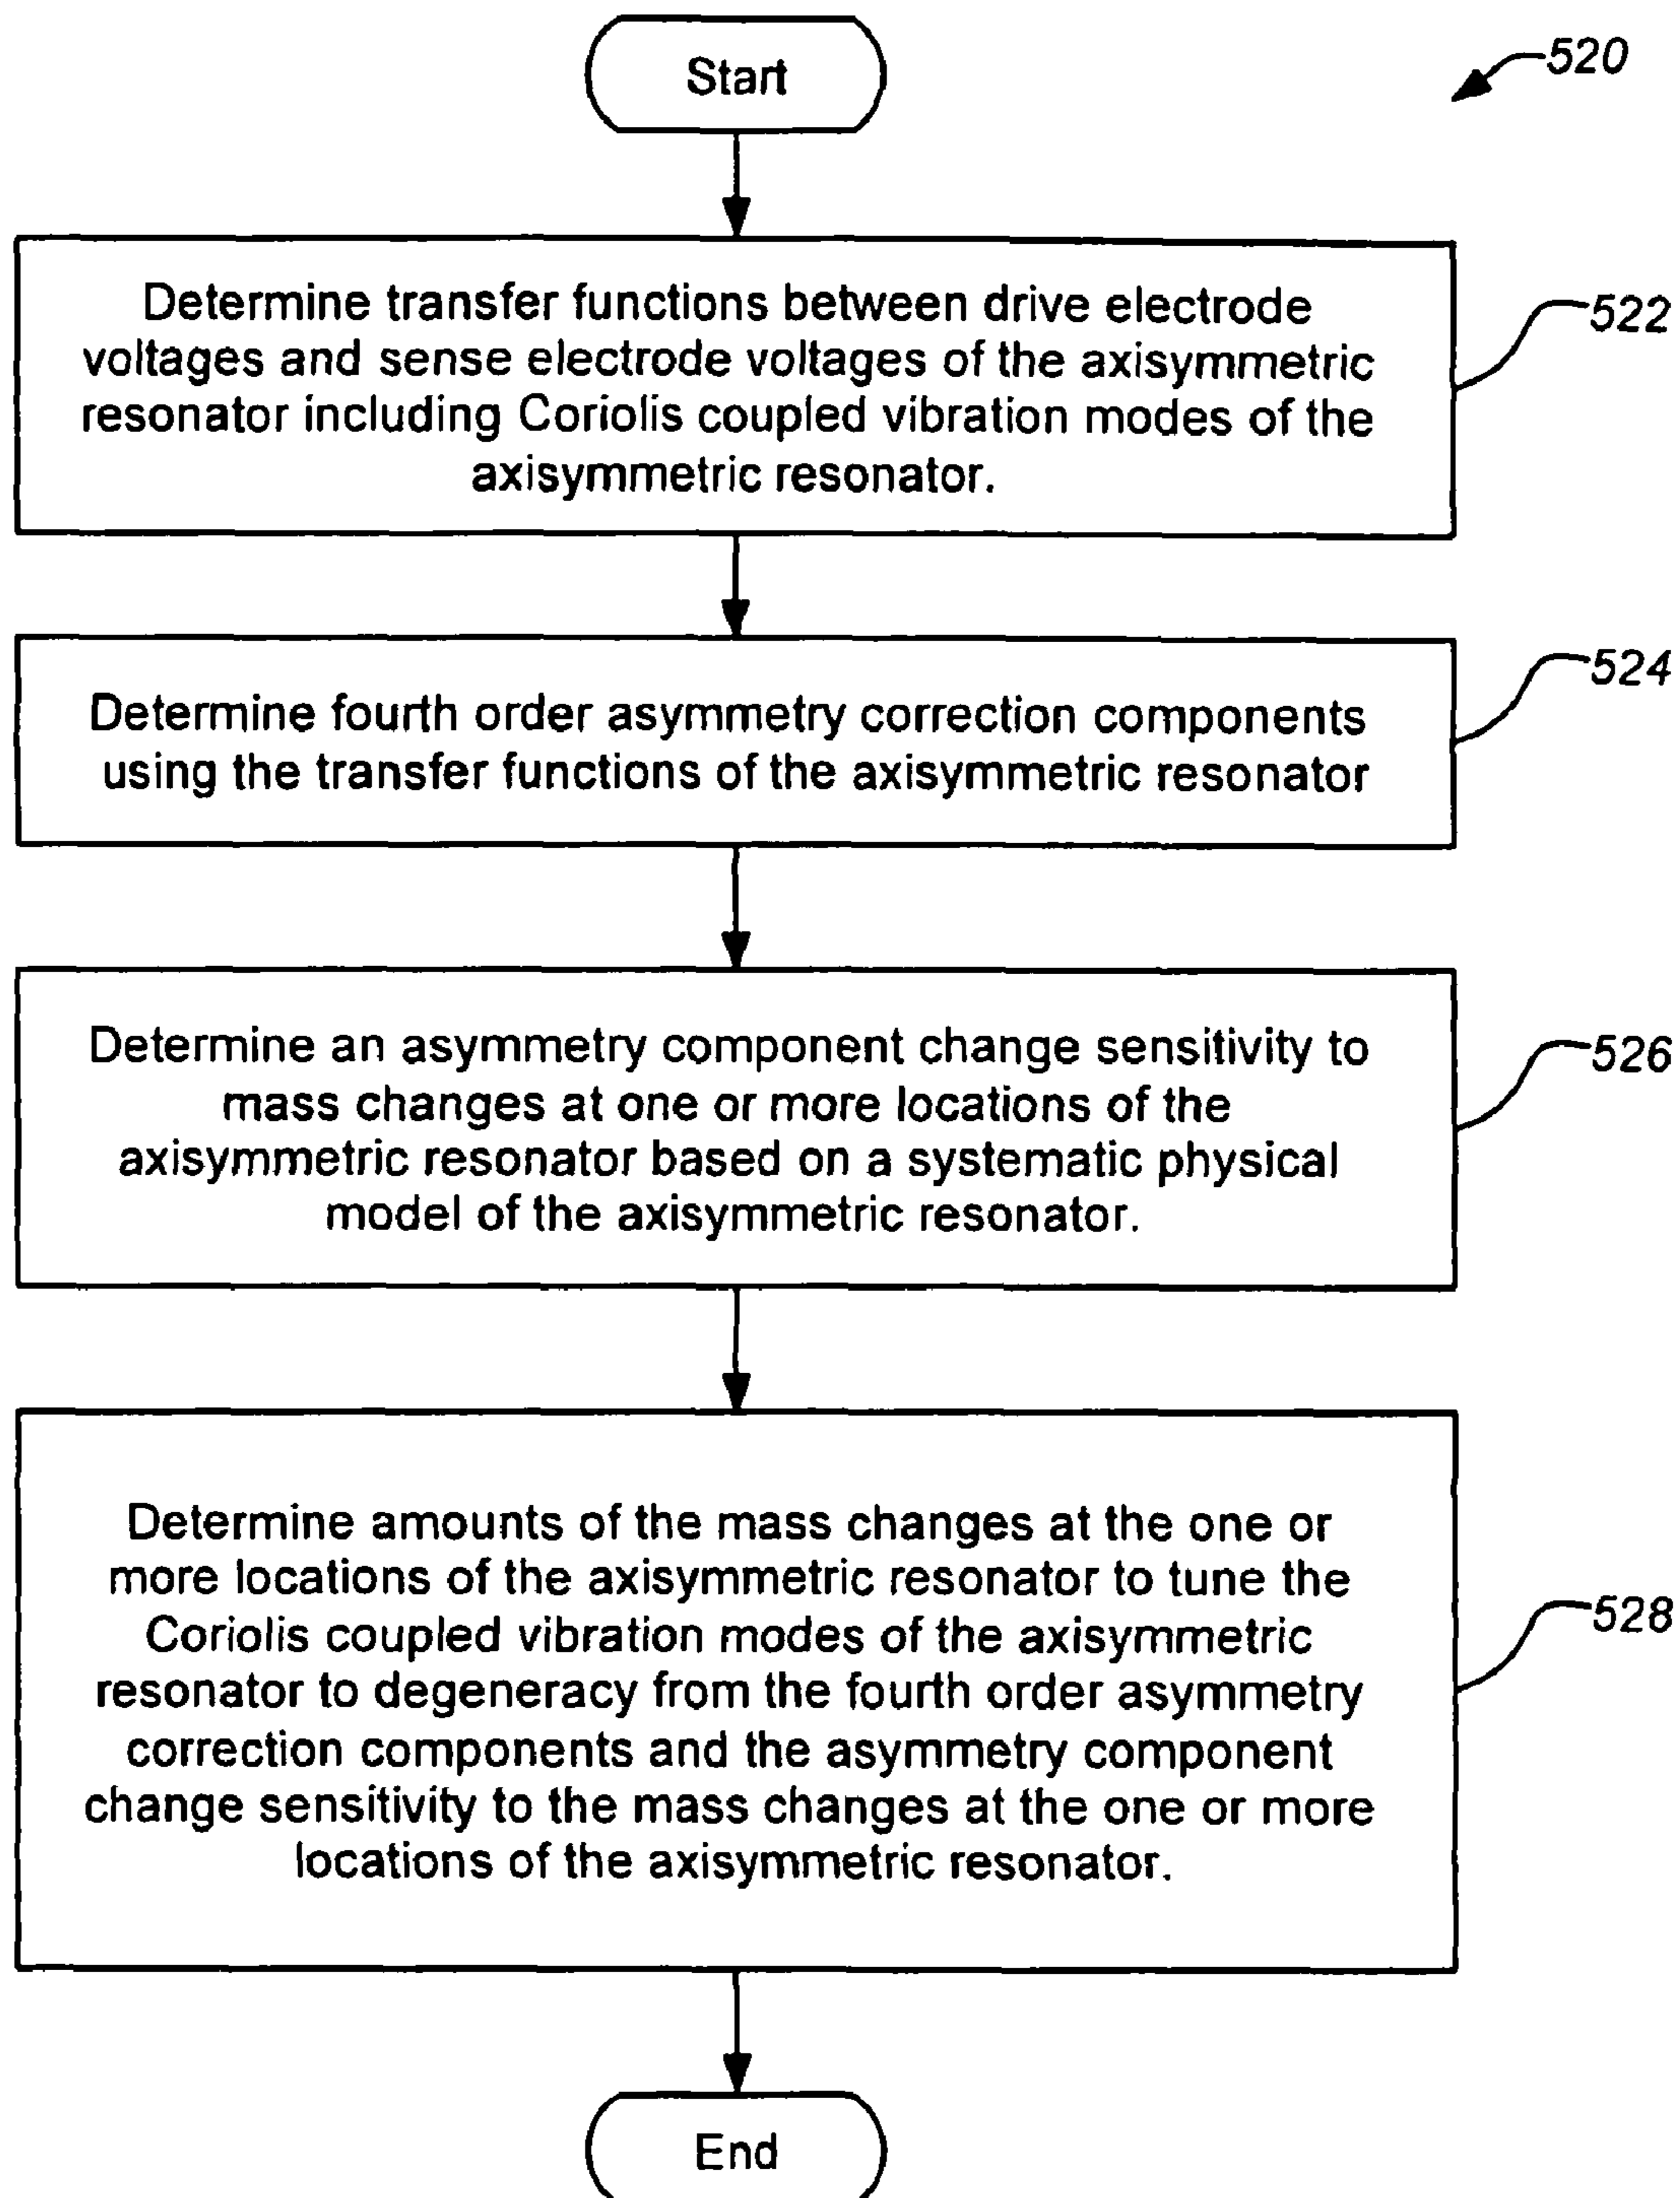 Start
520
Determine transfer functions between drive electrode
voltages and sense electrode voltages of the axisymmetric
resonator including Coriolis coupled vibration modes of the
axisymmetric resonator.
522
Determine fourth order asymmetry correction components
using the transfer functions of the axisymmetric resonator
524
Determine an asymmetry component change sensitivity to
mass changes at one or more locations of the
axisymmetric resonator based on a systematic physical
model of the axisymmetric resonator.
526
Determine amounts of the mass changes at the one or
more locations of the axisymmetric resonator to tune the
Coriolis coupled vibration modes of the axisymmetric
resonator to degeneracy from the fourth order asymmetry
correction components and the asymmetry component
change sensitivity to the mass changes at the one or more
locations of the axisymmetric resonator.
528
End